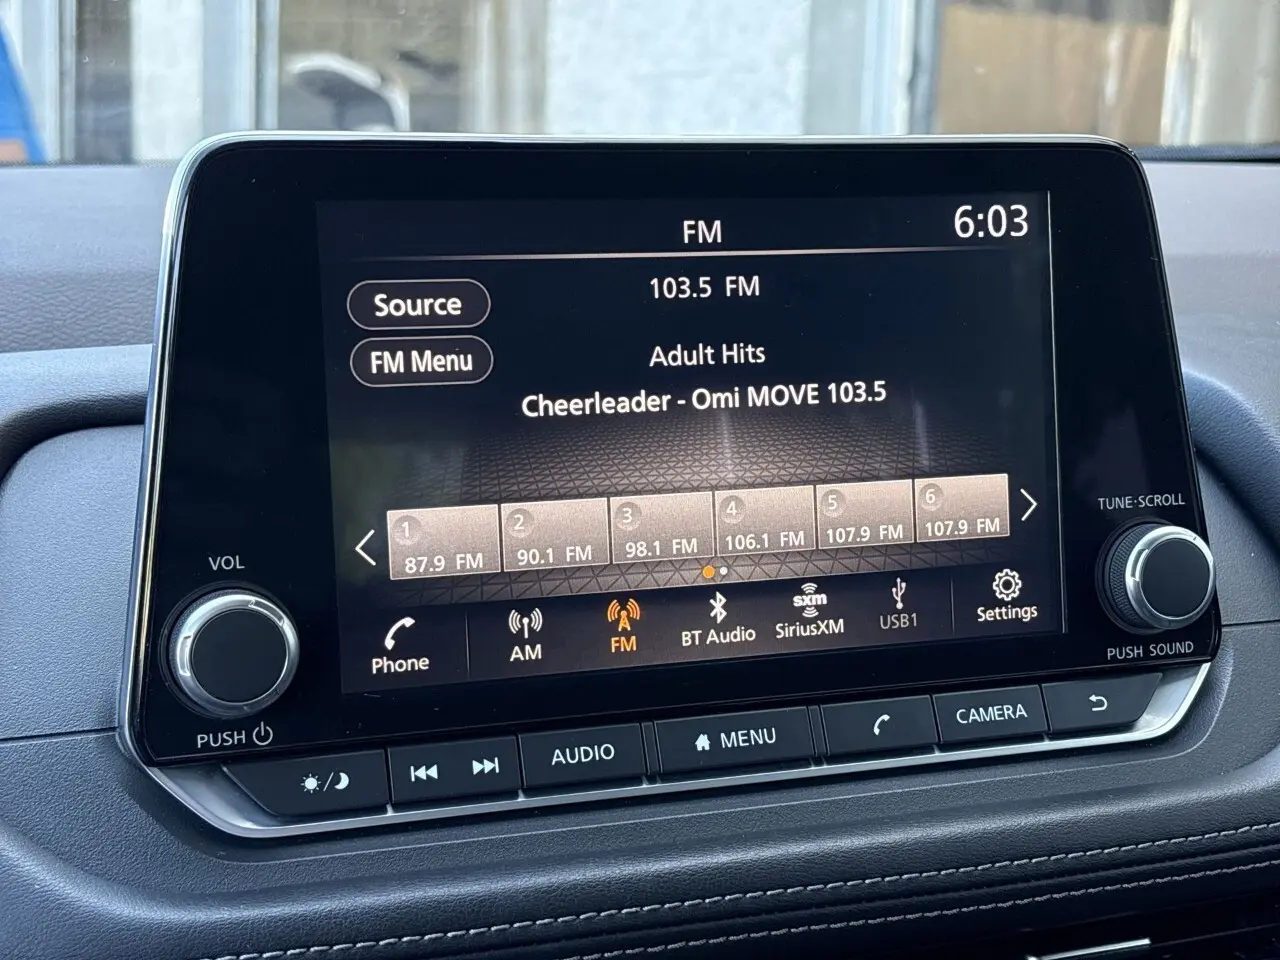 FM
6:03
Source
103.5 FM
FM Menu
Adult Hits
Cheerleader - Omi MOVE 103.5
1
87.9 FM
2
90.1 FM
3
98.1 FM
4
106.1 FM
5
107.9 FM
6
107.9 FM
Phone
AM
FM
BT Audio
sxm
SiriusXM
USB1
Settings
VOL
PUSH
TUNE·SCROLL
PUSH SOUND
AUDIO
MENU
CAMERA